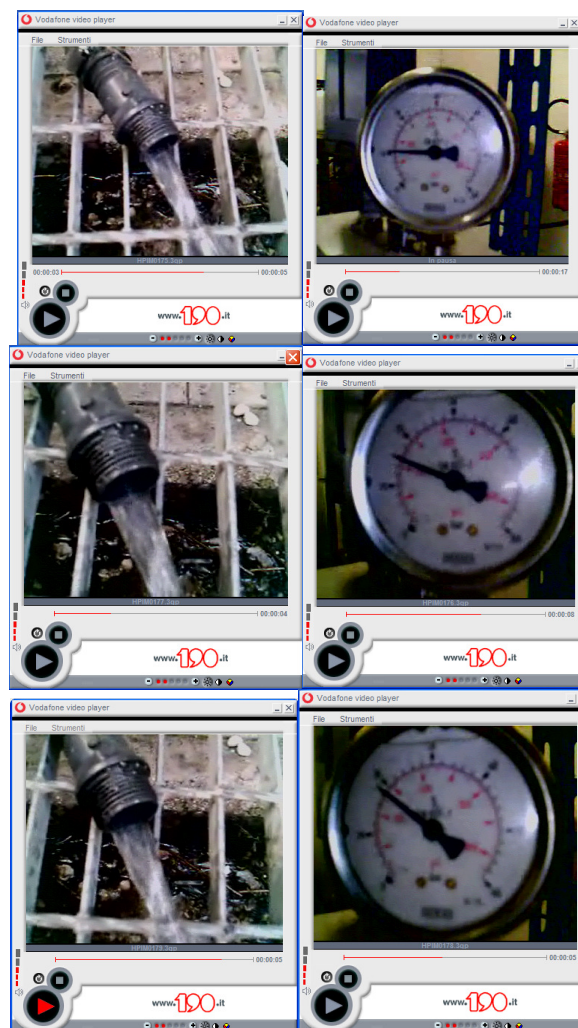 Vodafone video player
File Strumenti
HPIM0175.3gp
00:00:03 00:00:05
www.190.it
Vodafone video player
File Strumenti
In pausa
00:00:17
www.190.it
Vodafone video player
File Strumenti
HPIM0177.3gp
00:00:04
www.190.it
Vodafone video player
File Strumenti
HPIM0176.3gp
00:00:08
www.190.it
Vodafone video player
File Strumenti
HPIM0179.3gp
00:00:05
www.190.it
Vodafone video player
File Strumenti
HPIM0178.3gp
00:00:05
www.190.it